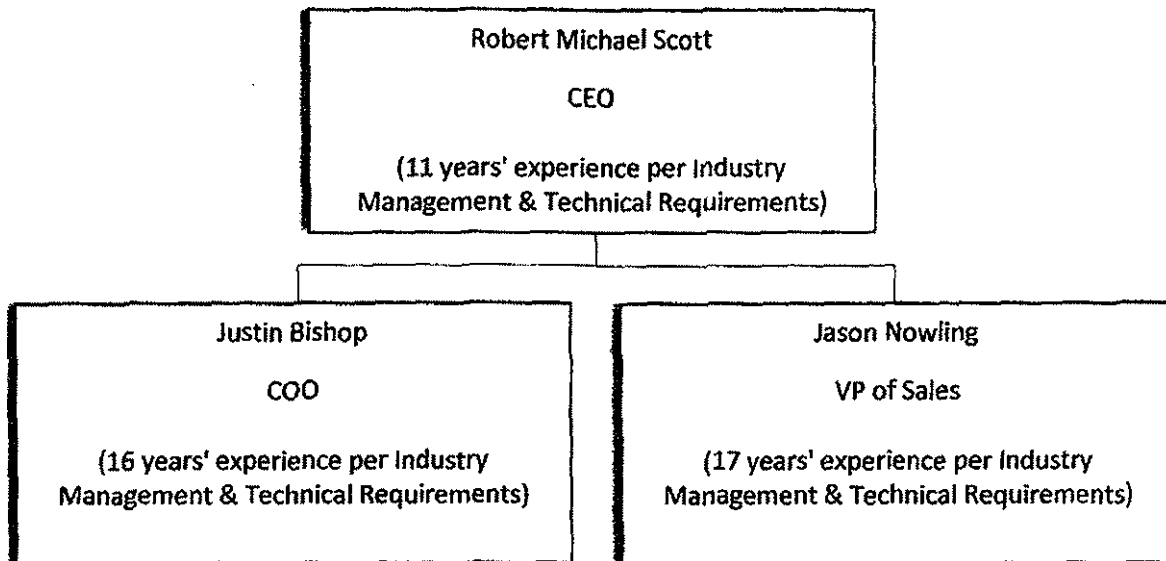 Robert Michael Scott
CEO
(11 years' experience per Industry
Management & Technical Requirements)
Justin Bishop
COO
(16 years' experience per Industry
Management & Technical Requirements)
Jason Nowling
VP of Sales
(17 years' experience per Industry
Management & Technical Requirements)